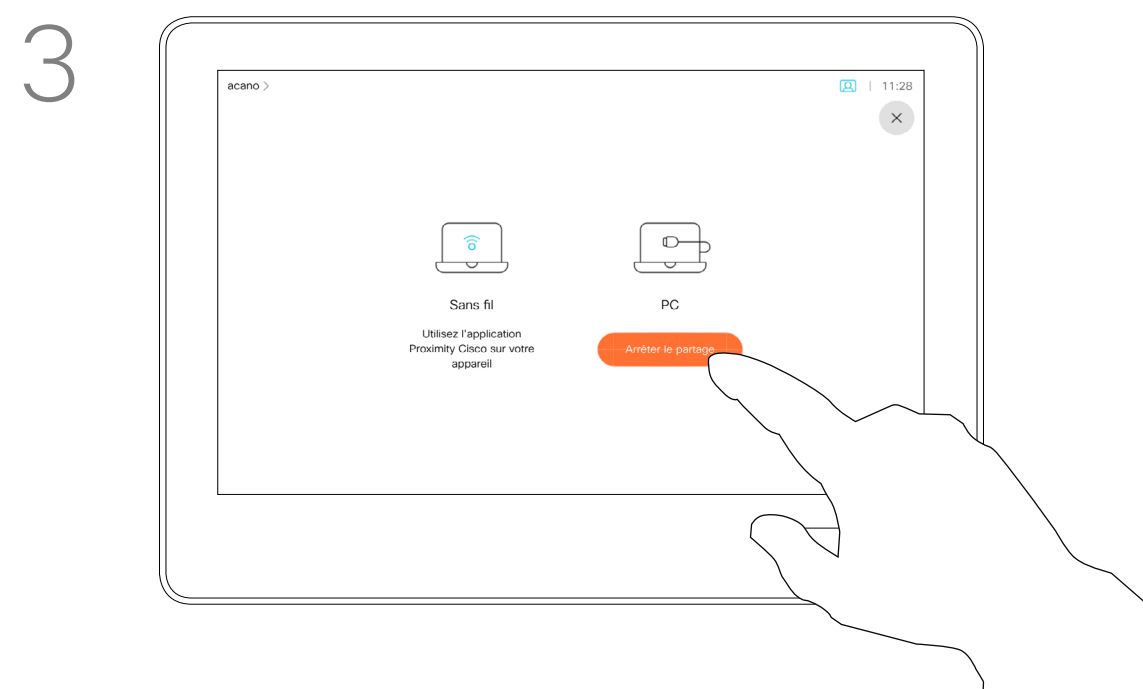 3
acano >
| 11:28
Sans fil
PC
Utilisez l'application
Proximity Cisco sur votre
appareil
Arrêter le partage